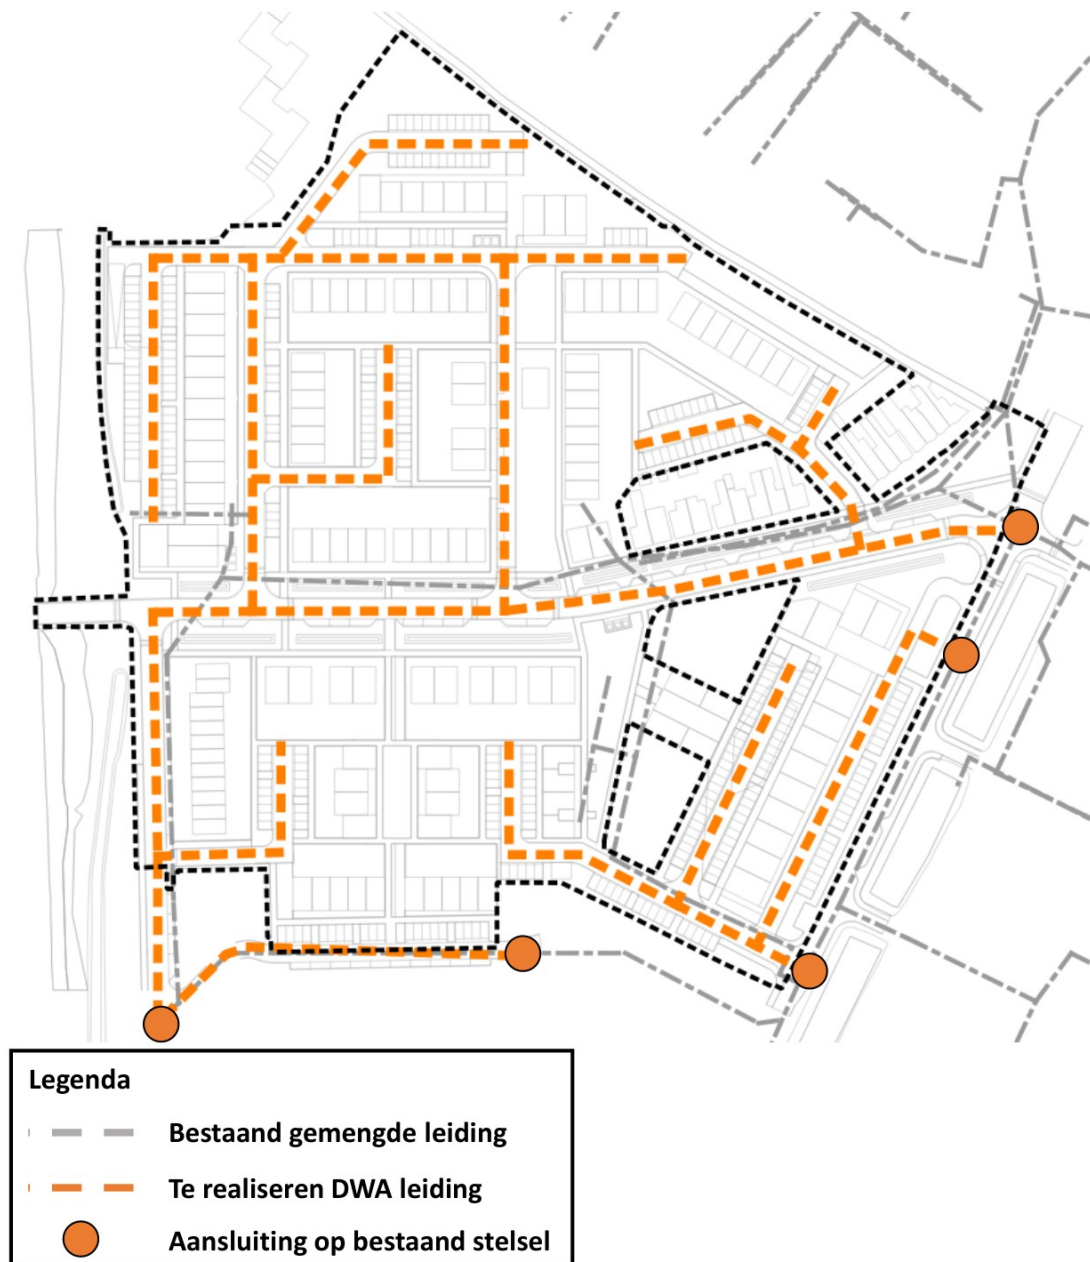 Legenda
Bestaand gemengde leiding
Te realiseren DWA leiding
Aansluiting op bestaand stelsel